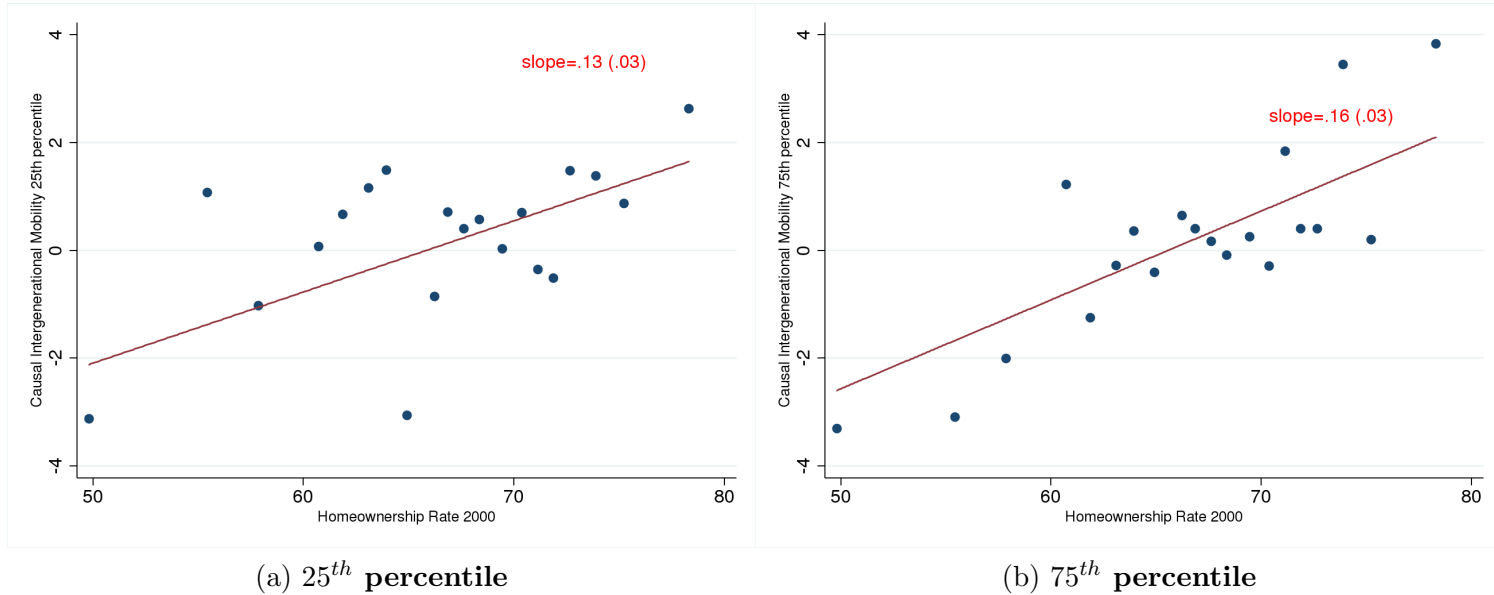 Causal Intergenerational Mobility 25th percentile
4
2
0
-2
-4
slope=.13 (.03)
50 60 70 80
Homeownership Rate 2000
(a) 25th percentile
Causal Intergenerational Mobility 75th percentile
4
2
0
-2
-4
slope=.16 (.03)
50 60 70 80
Homeownership Rate 2000
(b) 75th percentile